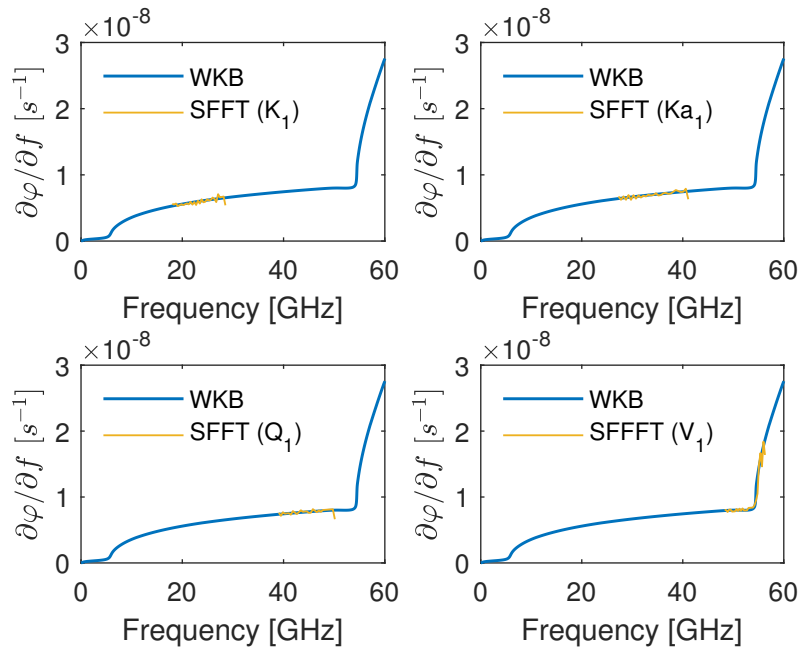 ×10⁻⁸
3
2
1
0
∂φ/∂f [s⁻¹]
WKB
SFFT (K₁)
0 20 40 60
Frequency [GHz]
×10⁻⁸
3
2
1
0
∂φ/∂f [s⁻¹]
WKB
SFFT (Ka₁)
0 20 40 60
Frequency [GHz]
×10⁻⁸
3
2
1
0
∂φ/∂f [s⁻¹]
WKB
SFFT (Q₁)
0 20 40 60
Frequency [GHz]
×10⁻⁸
3
2
1
0
∂φ/∂f [s⁻¹]
WKB
SFFFT (V₁)
0 20 40 60
Frequency [GHz]